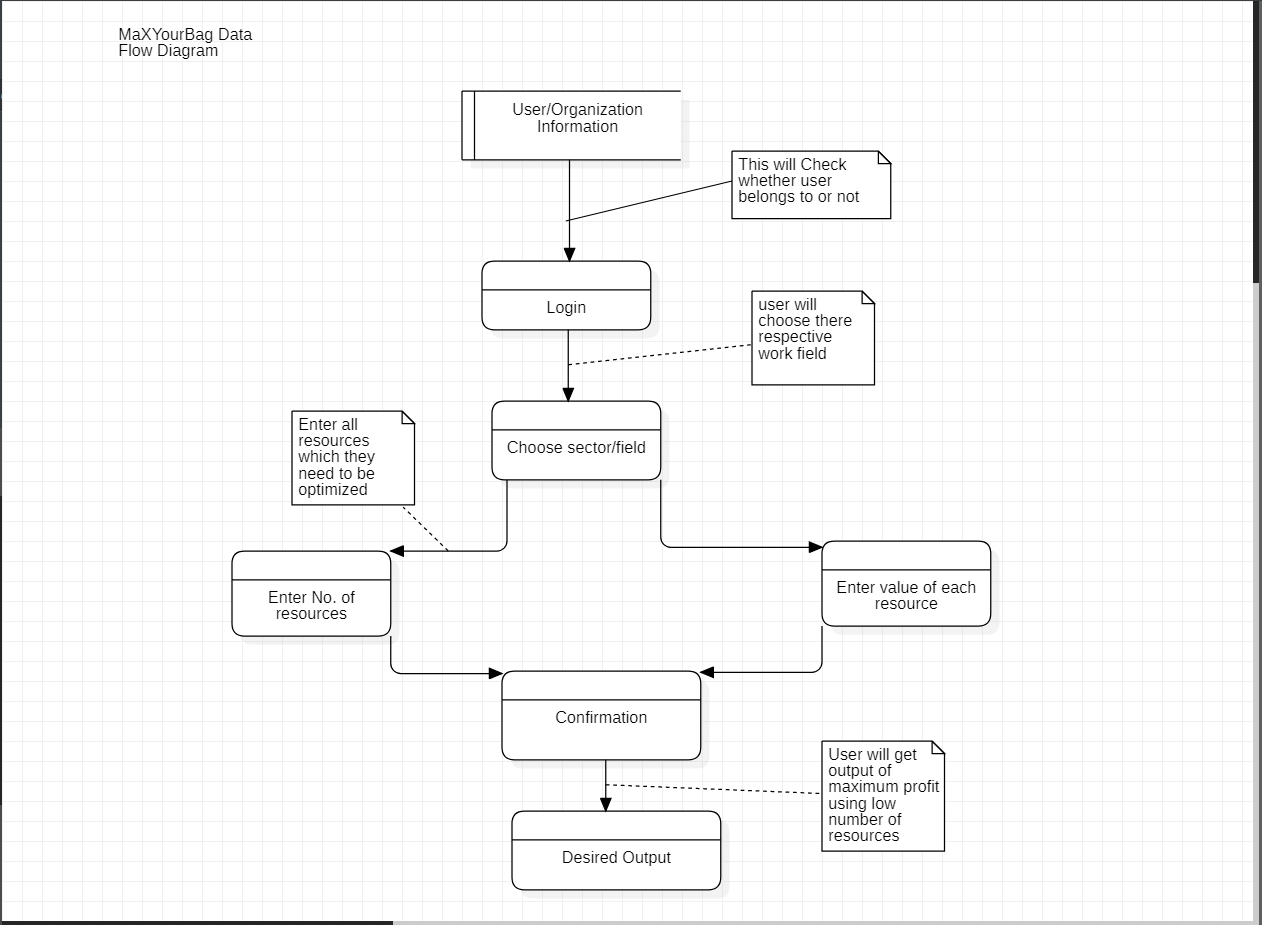 MaXYourBag Data
Flow Diagram
User/Organization
Information
This will Check
whether user
belongs to or not
Login
user will
choose there
respective
work field
Choose sector/field
Enter all
resources
which they
need to be
optimized
Enter No. of
resources
Enter value of each
resource
Confirmation
User will get
output of
maximum profit
using low
number of
resources
Desired Output